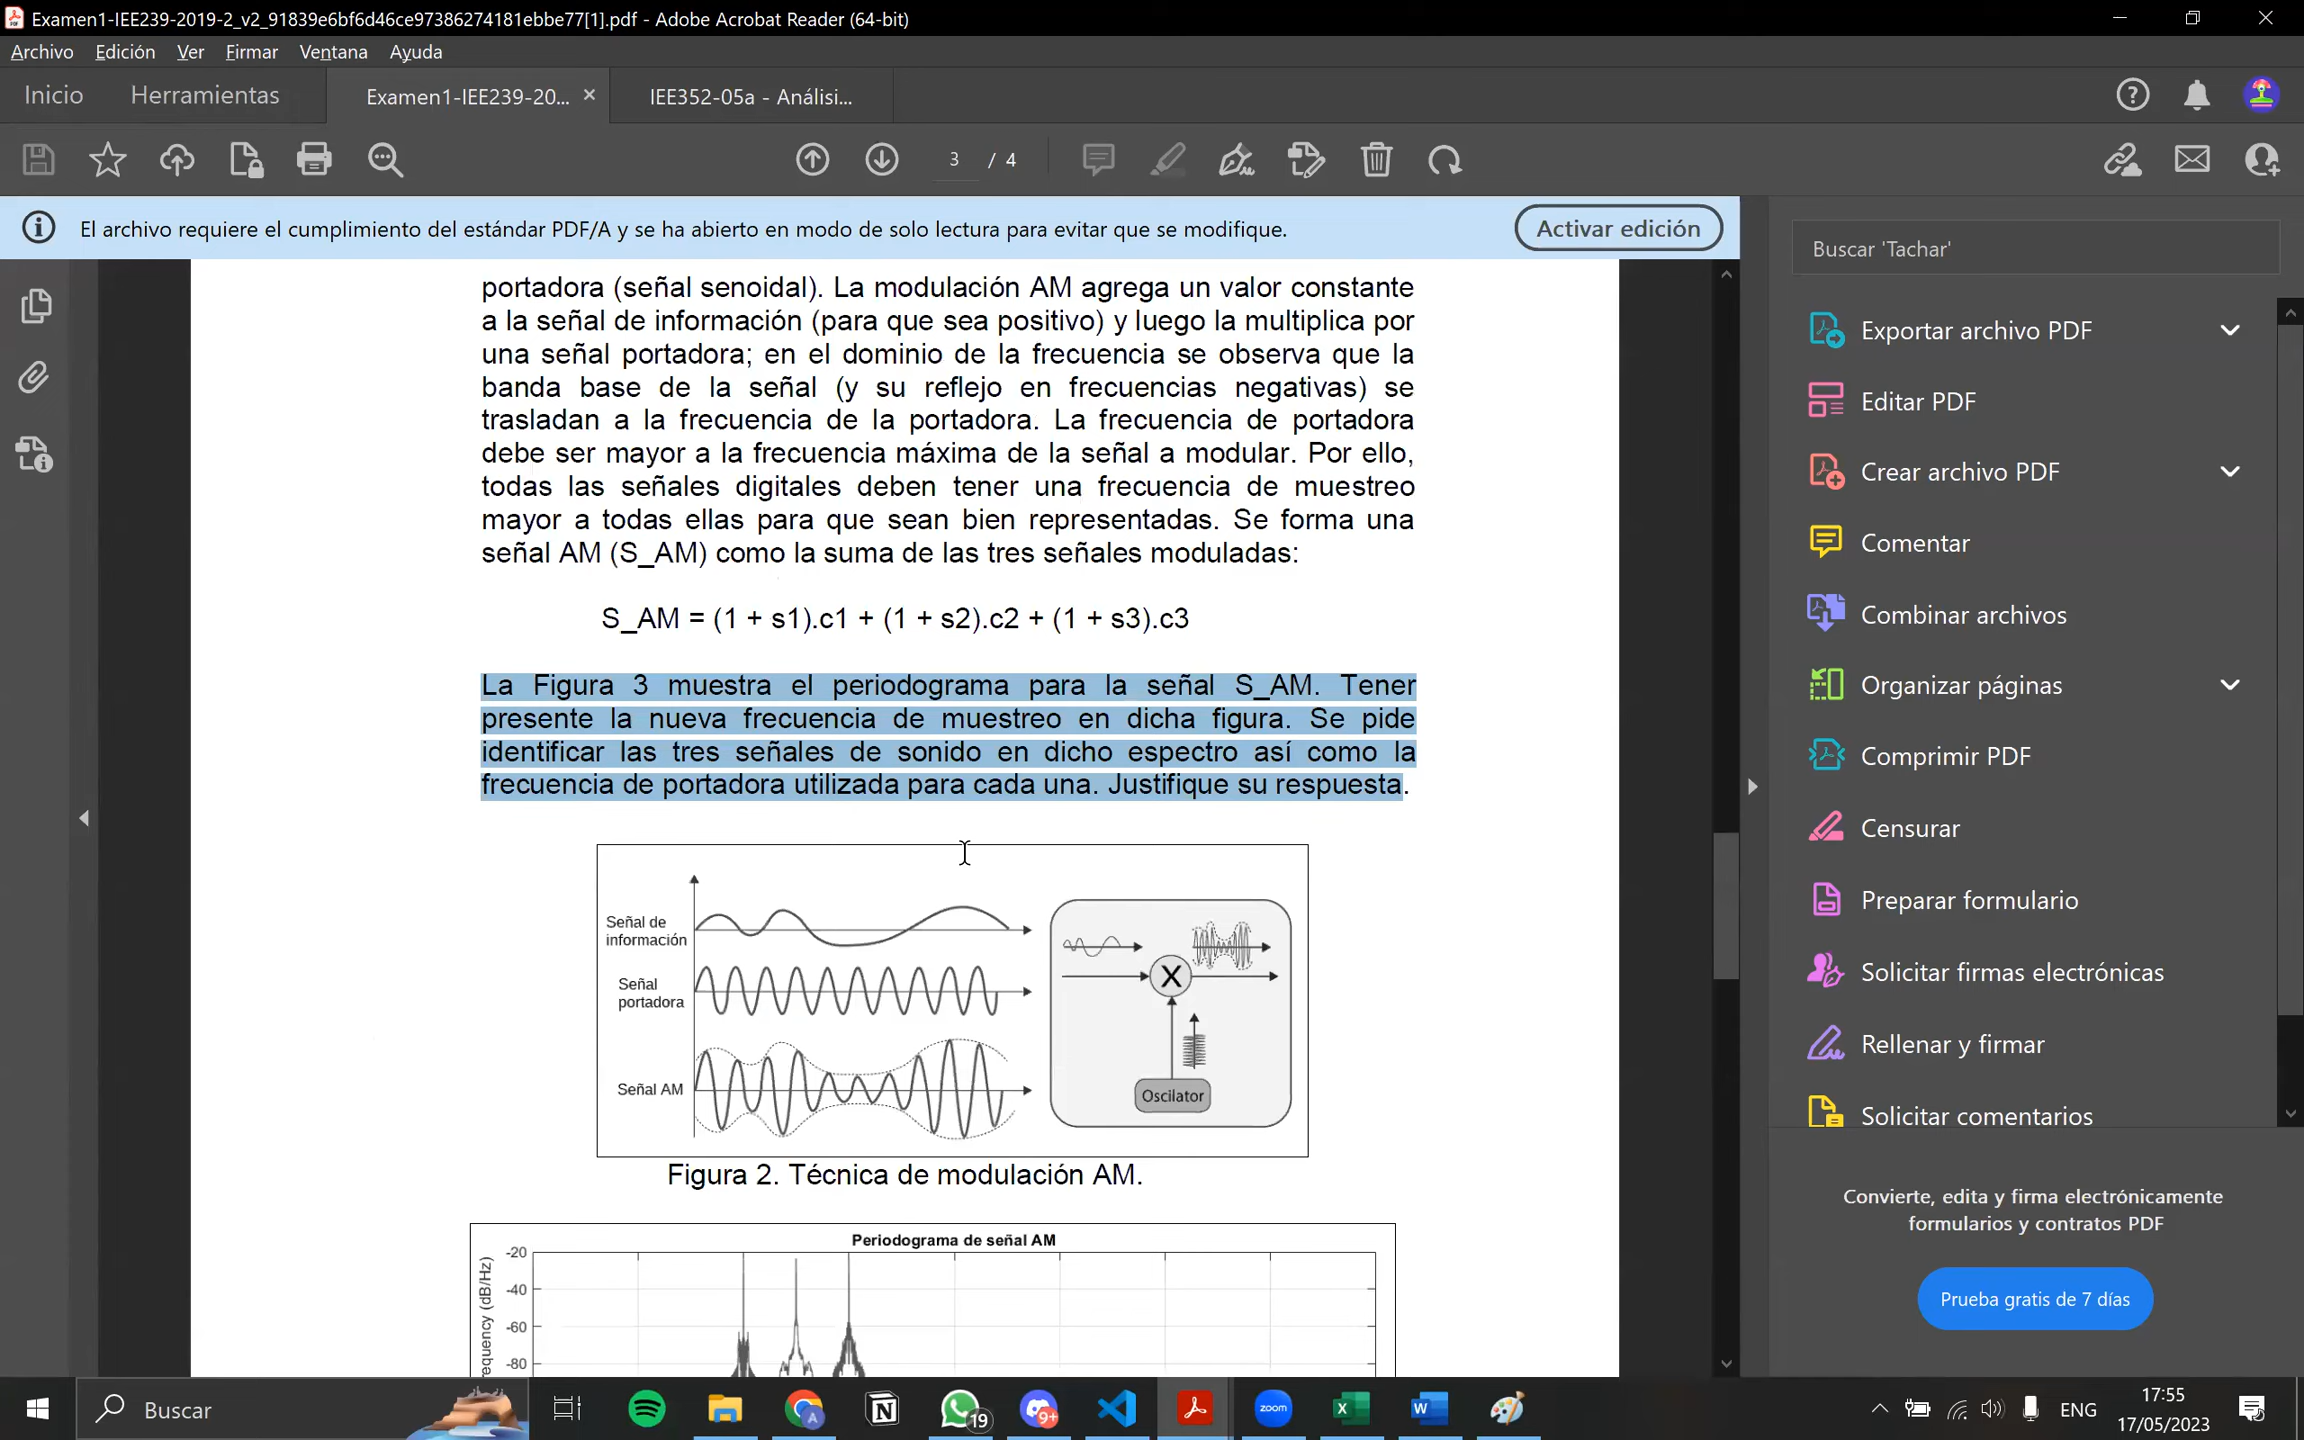 Examen1-IEE239-2019-2_v2_91839e6bf6d46ce97386274181ebbe77[1].pdf - Adobe Acrobat Reader (64-bit)
Archivo Edición Ver Firmar Ventana Ayuda
Inicio Herramientas Examen1-IEE239-20... IEE352-05a - Análisi...
3 / 4
El archivo requiere el cumplimiento del estándar PDF/A y se ha abierto en modo de solo lectura para evitar que se modifique.
Activar edición
portadora (señal senoidal). La modulación AM agrega un valor constante
a la señal de información (para que sea positivo) y luego la multiplica por
una señal portadora; en el dominio de la frecuencia se observa que la
banda base de la señal (y su reflejo en frecuencias negativas) se
trasladan a la frecuencia de la portadora. La frecuencia de portadora
debe ser mayor a la frecuencia máxima de la señal a modular. Por ello,
todas las señales digitales deben tener una frecuencia de muestreo
mayor a todas ellas para que sean bien representadas. Se forma una
señal AM (S_AM) como la suma de las tres señales moduladas:
S_AM = (1 + s1).c1 + (1 + s2).c2 + (1 + s3).c3
La Figura 3 muestra el periodograma para la señal S_AM. Tener
presente la nueva frecuencia de muestreo en dicha figura. Se pide
identificar las tres señales de sonido en dicho espectro así como la
frecuencia de portadora utilizada para cada una. Justifique su respuesta.
Señal de
información
Señal
portadora
Señal AM
X
Oscilator
Figura 2. Técnica de modulación AM.
Periodograma de señal AM
equency (dB/Hz)
-20
-40
-60
-80
Buscar 'Tachar'
Exportar archivo PDF
Editar PDF
Crear archivo PDF
Comentar
Combinar archivos
Organizar páginas
Comprimir PDF
Censurar
Preparar formulario
Solicitar firmas electrónicas
Rellenar y firmar
Solicitar comentarios
Convierte, edita y firma electrónicamente
formularios y contratos PDF
Prueba gratis de 7 días
Buscar
A
19
9+
zoom
ENG
17:55
17/05/2023